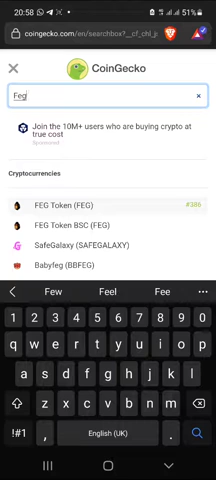 20:58
51%
coingecko.com/en/searchbox?__cf_chl_j
CoinGecko
Feg
Join the 10M+ users who are buying crypto at
true cost
Sponsored
Cryptocurrencies
FEG Token (FEG) #386
FEG Token BSC (FEG)
SafeGalaxy (SAFEGALAXY)
Babyfeg (BBFEG)
Few Feel Fee
1 2 3 4 5 6 7 8 9 0
q w e r t y u i o p
a s d f g h j k l
z x c v b n m
!#1 , English (UK) .